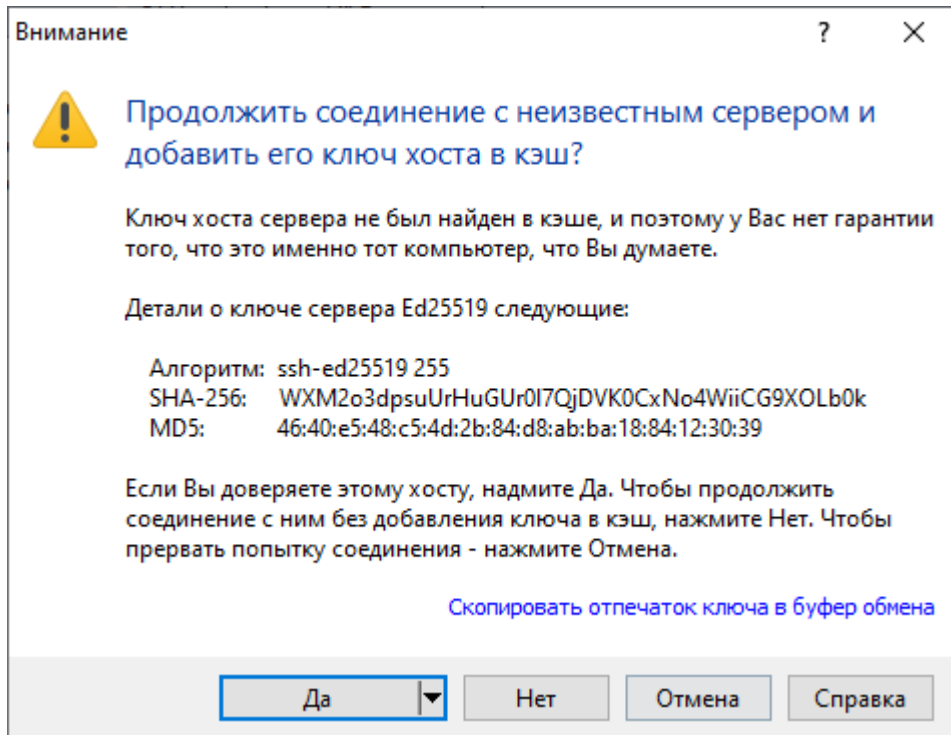 Внимание
Продолжить соединение с неизвестным сервером и
добавить его ключ хоста в кэш?
Ключ хоста сервера не был найден в кэше, и поэтому у Вас нет гарантии
того, что это именно тот компьютер, что Вы думаете.
Детали о ключе сервера Ed25519 следующие:
Алгоритм: ssh-ed25519 255
SHA-256: WXM2o3dpsuUrHuGUr0l7QjDVK0CxNo4WiiCG9XOLb0k
MD5: 46:40:e5:48:c5:4d:2b:84:d8:ab:ba:18:84:12:30:39
Если Вы доверяете этому хосту, надмите Да. Чтобы продолжить
соединение с ним без добавления ключа в кэш, нажмите Нет. Чтобы
прервать попытку соединения - нажмите Отмена.
Скопировать отпечаток ключа в буфер обмена
Да Нет Отмена Справка